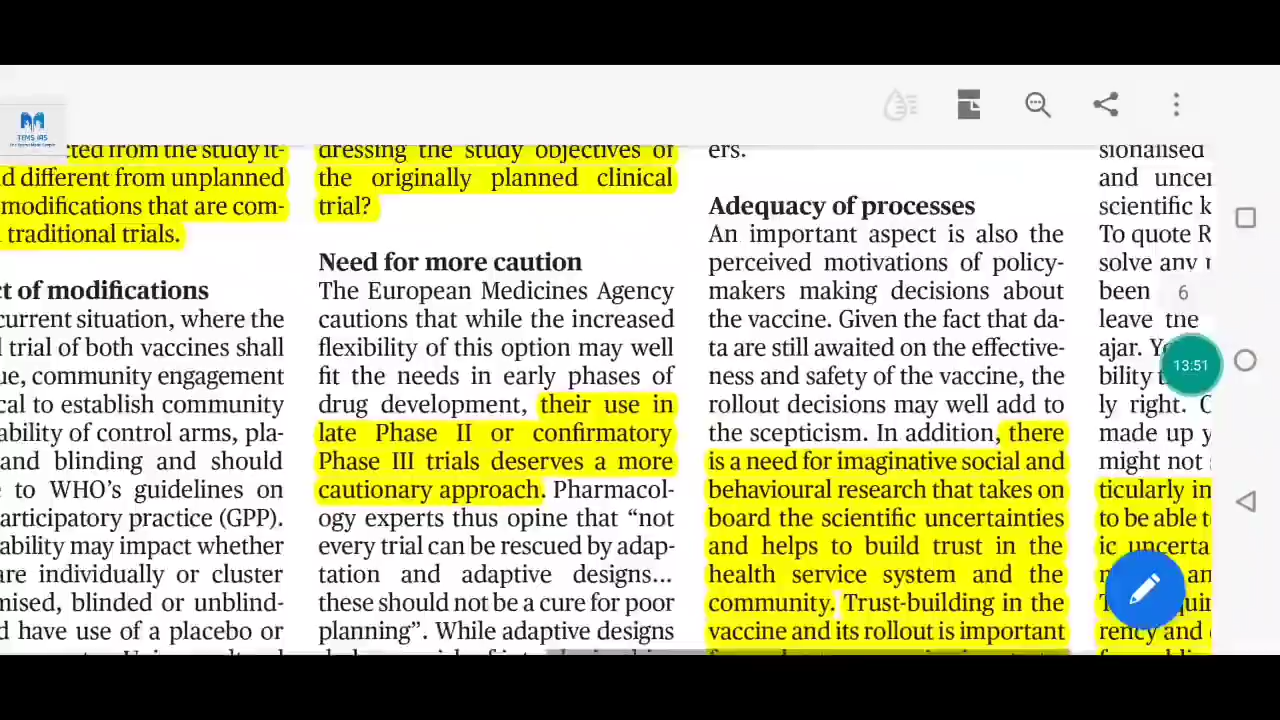 TEMS IAS
cted from the study it-
d different from unplanned
modifications that are com-
traditional trials.
ct of modifications
current situation, where the
trial of both vaccines shall
ue, community engagement
cal to establish community
ability of control arms, pla-
and blinding and should
to WHO's guidelines on
articipatory practice (GPP).
ability may impact whether
are individually or cluster
mised, blinded or unblind-
d have use of a placebo or
dressing the study objectives of
the originally planned clinical
trial?
Need for more caution
The European Medicines Agency
cautions that while the increased
flexibility of this option may well
fit the needs in early phases of
drug development, their use in
late Phase II or confirmatory
Phase III trials deserves a more
cautionary approach. Pharmacol-
ogy experts thus opine that “not
every trial can be rescued by adap-
tation and adaptive designs...
these should not be a cure for poor
planning”. While adaptive designs
ers.
Adequacy of processes
An important aspect is also the
perceived motivations of policy-
makers making decisions about
the vaccine. Given the fact that da-
ta are still awaited on the effective-
ness and safety of the vaccine, the
rollout decisions may well add to
the scepticism. In addition, there
is a need for imaginative social and
behavioural research that takes on
board the scientific uncertainties
and helps to build trust in the
health service system and the
community. Trust-building in the
vaccine and its rollout is important
sionalised
and uncer
scientific k
To quote R
solve any
been
leave the
ajar.
bility
ly right.
made up y
might not
ticularly in
to be able t
ic uncerta
an
quir
rency and
6
13:51